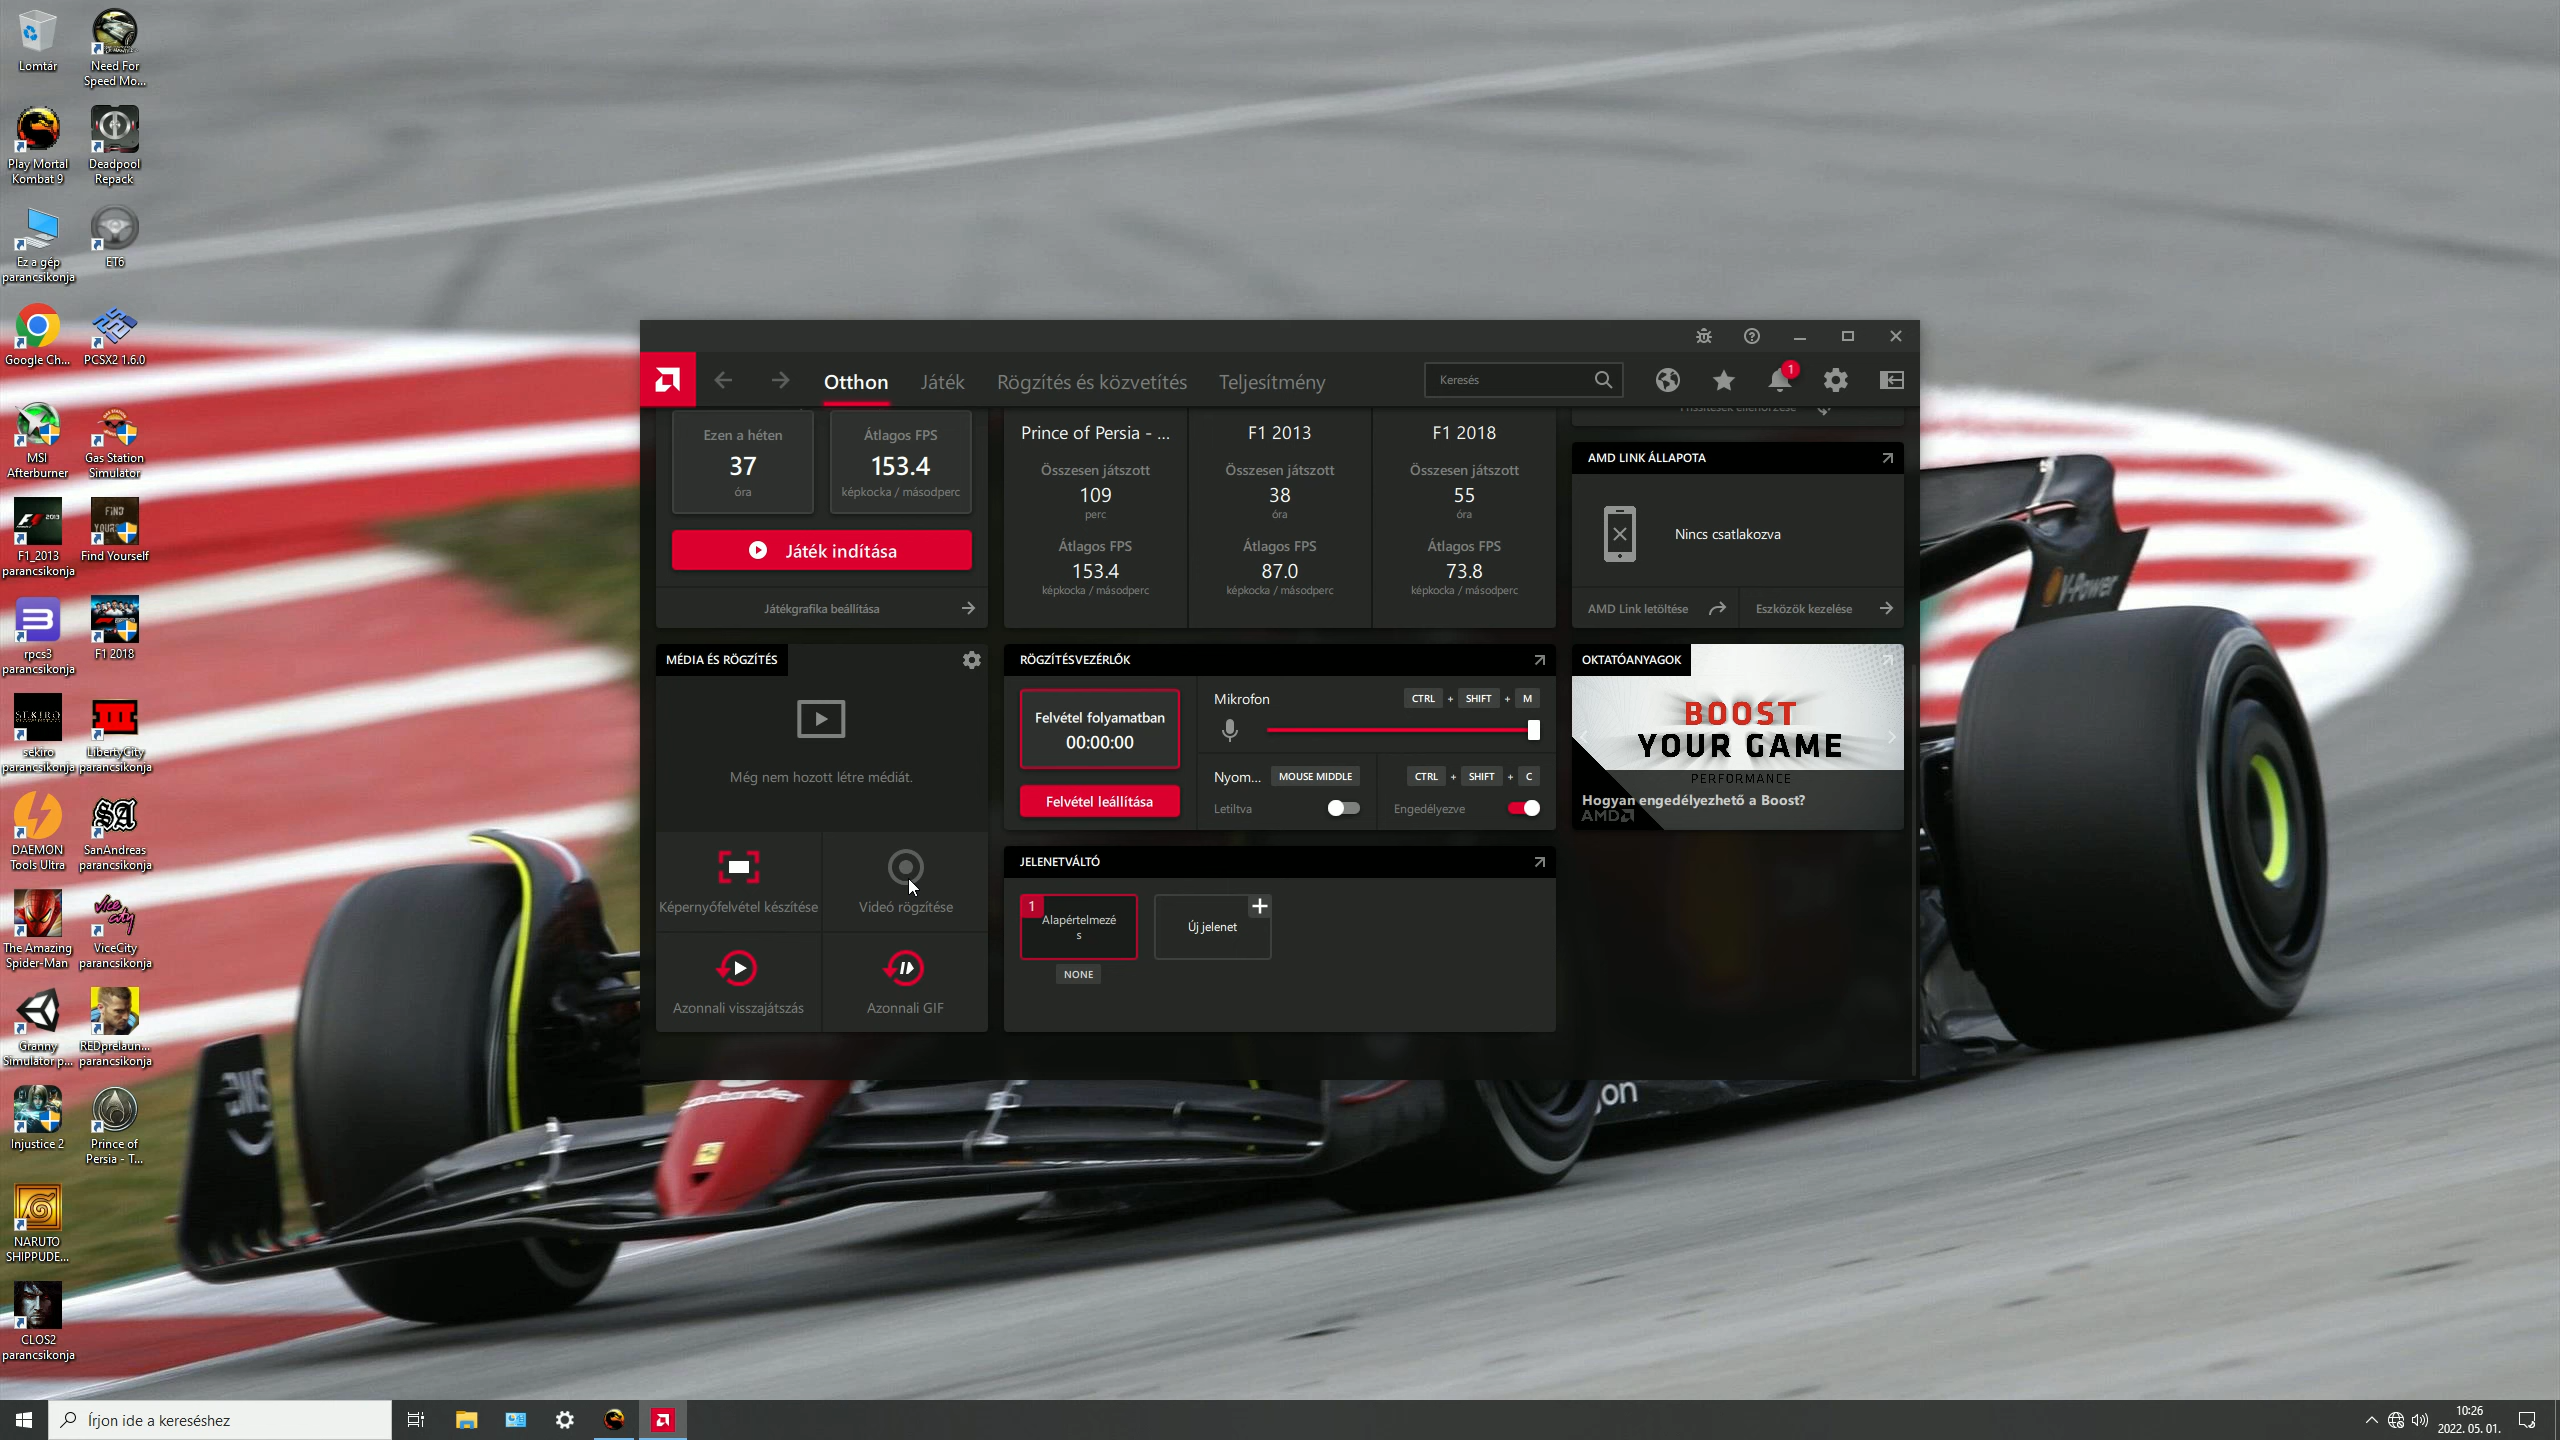 Lomtár
Need For
Speed Mo...
Play Mortal
Kombat 9
Deadpool
Repack
Ez a gép
parancsikonja
ET6
Google Ch...
PCSX2 1.6.0
MSI
Afterburner
Gas Station
Simulator
F1_2013
parancsikonja
Find Yourself
rpcs3
parancsikonja
F1 2018
sekiro
parancsikonja
LibertyCity
parancsikonja
DAEMON
Tools Ultra
SanAndreas
parancsikonja
The Amazing
Spider-Man
ViceCity
parancsikonja
Granny
Simulator p...
REDprelaun...
parancsikonja
Injustice 2
Prince of
Persia - T...
NARUTO
SHIPPUDE...
CLOS2
parancsikonja
Otthon
Játék
Rögzítés és közvetítés
Teljesítmény
Keresés
1
Ezen a héten
37
óra
Átlagos FPS
153.4
képkocka / másodperc
Játék indítása
Játékgrafika beállítása
Prince of Persia - ...
Összesen játszott
109
perc
Átlagos FPS
153.4
képkocka / másodperc
F1 2013
Összesen játszott
38
óra
Átlagos FPS
87.0
képkocka / másodperc
F1 2018
Összesen játszott
55
óra
Átlagos FPS
73.8
képkocka / másodperc
AMD LINK ÁLLAPOTA
Nincs csatlakozva
AMD Link letöltése
Eszközök kezelése
MÉDIA ÉS RÖGZÍTÉS
Még nem hozott létre médiát.
Képernyőfelvétel készítése
Videó rögzítése
Azonnali visszajátszás
Azonnali GIF
RÖGZÍTÉSVEZÉRLŐK
Felvétel folyamatban
00:00:00
Felvétel leállítása
Mikrofon
CTRL + SHIFT + M
Nyom...
MOUSE MIDDLE
Letiltva
CTRL + SHIFT + C
Engedélyezve
JELENETVÁLTÓ
1
Alapértelmezé
s
NONE
Új jelenet
OKTATÓANYAGOK
BOOST
YOUR GAME
PERFORMANCE
Hogyan engedélyezhető a Boost?
AMD
V-Power
Írjon ide a kereséshez
10:26
2022. 05. 01.